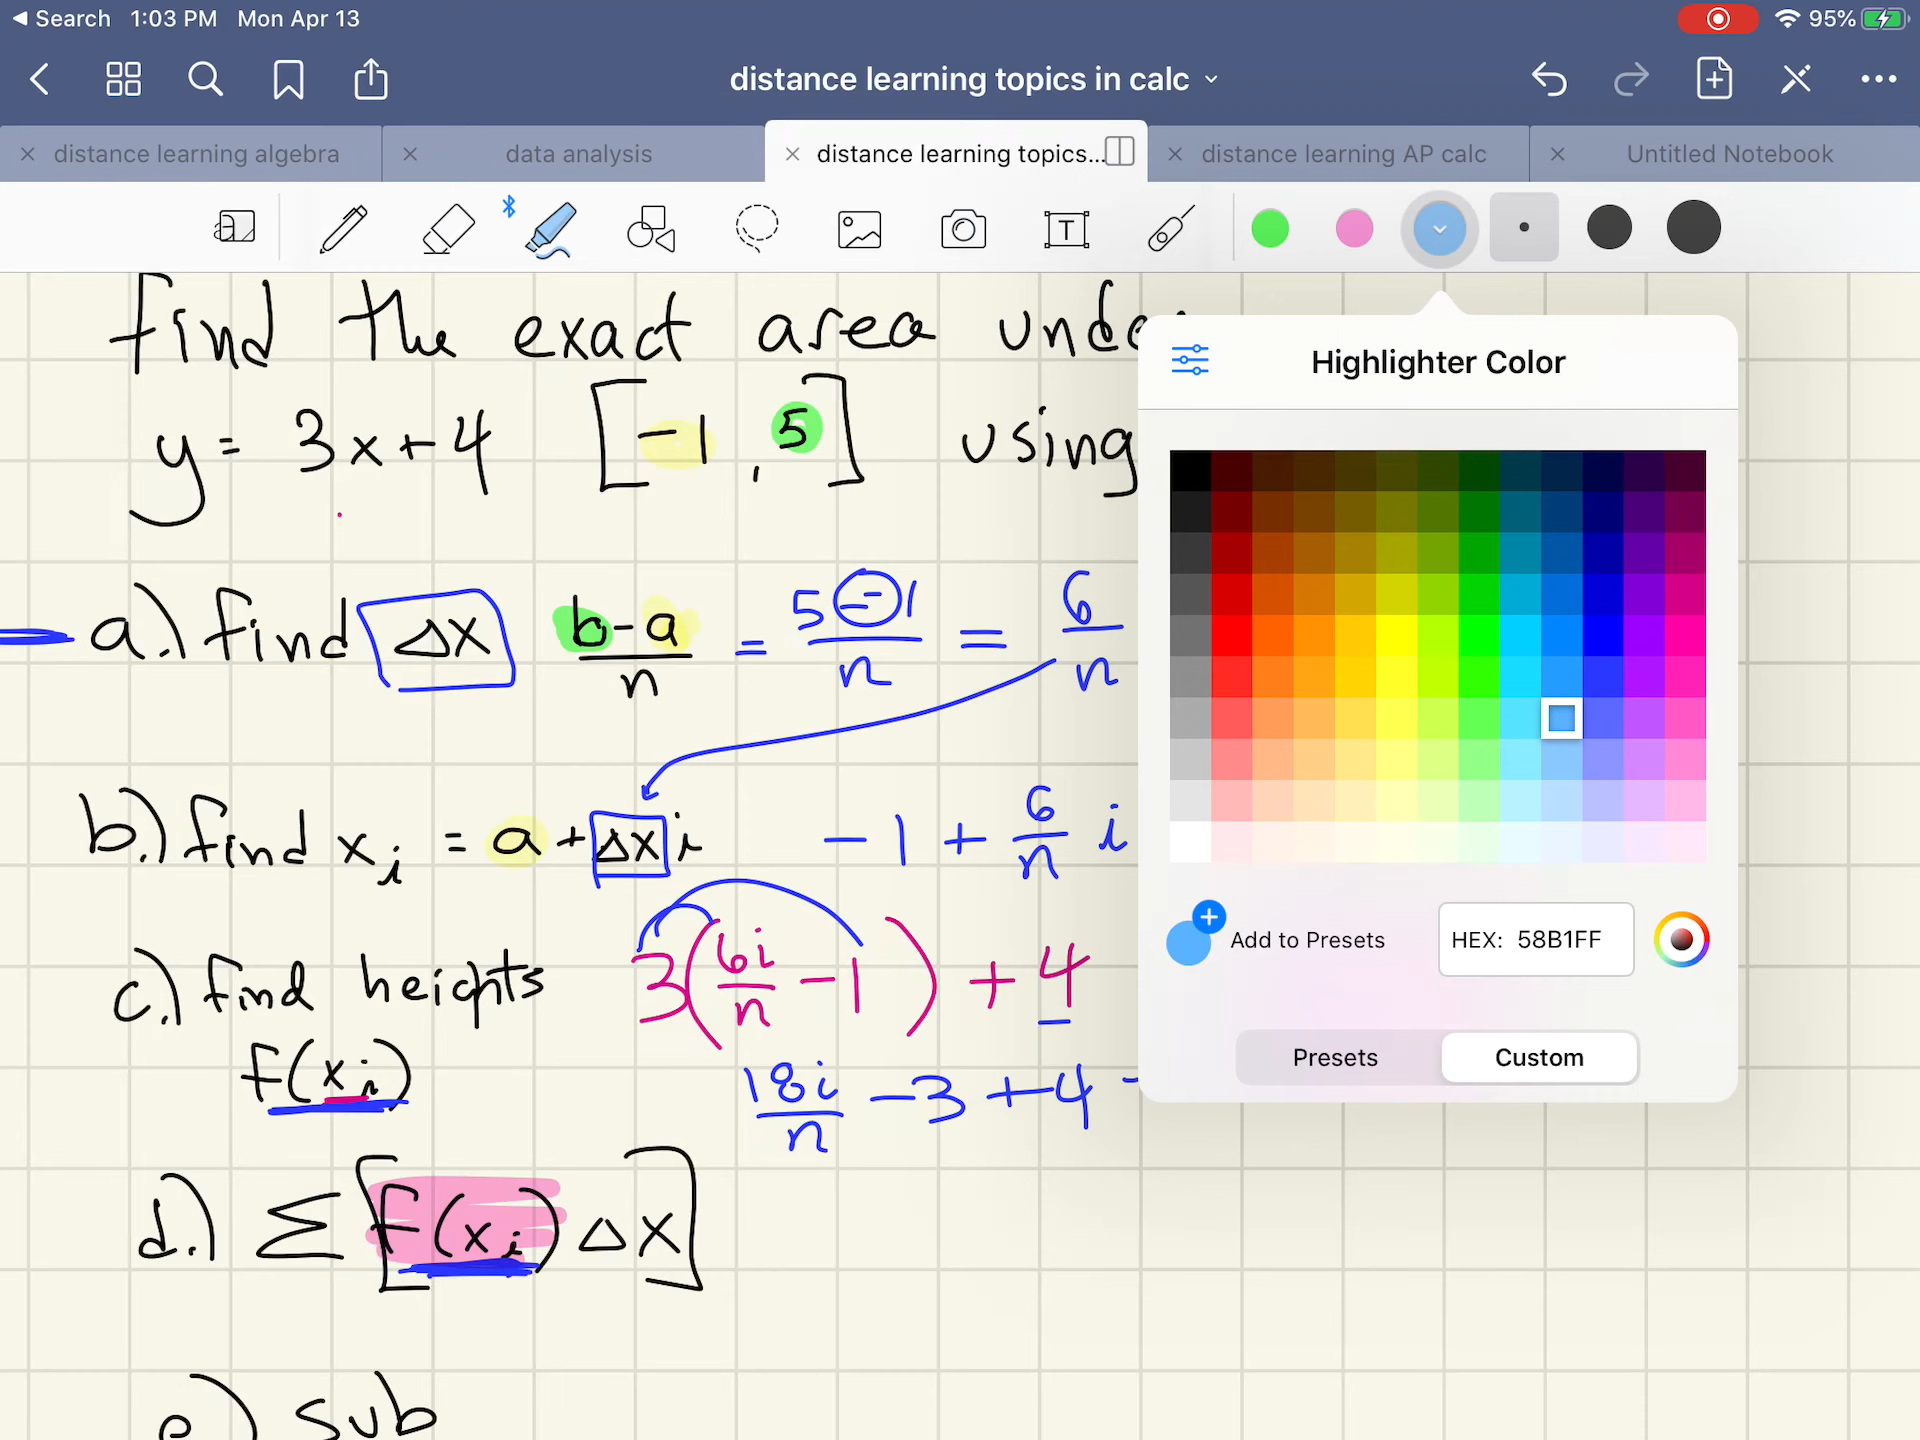 Search 1:03 PM Mon Apr 13 95%
distance learning topics in calc
distance learning algebra data analysis distance learning topics... distance learning AP calc Untitled Notebook
find the exact area unde
y = 3x+4 [-1, 5] using
a.) find Δx b-a/n = 5--1/n = 6/n
b.) find xi = a + Δx i -1 + 6/n i
c.) find heights 3(6i/n - 1) + 4
f(xi) 18i/n - 3 + 4
d.) Σ [f(xi) Δx]
e.) sub
Highlighter Color
Add to Presets HEX: 58B1FF
Presets Custom